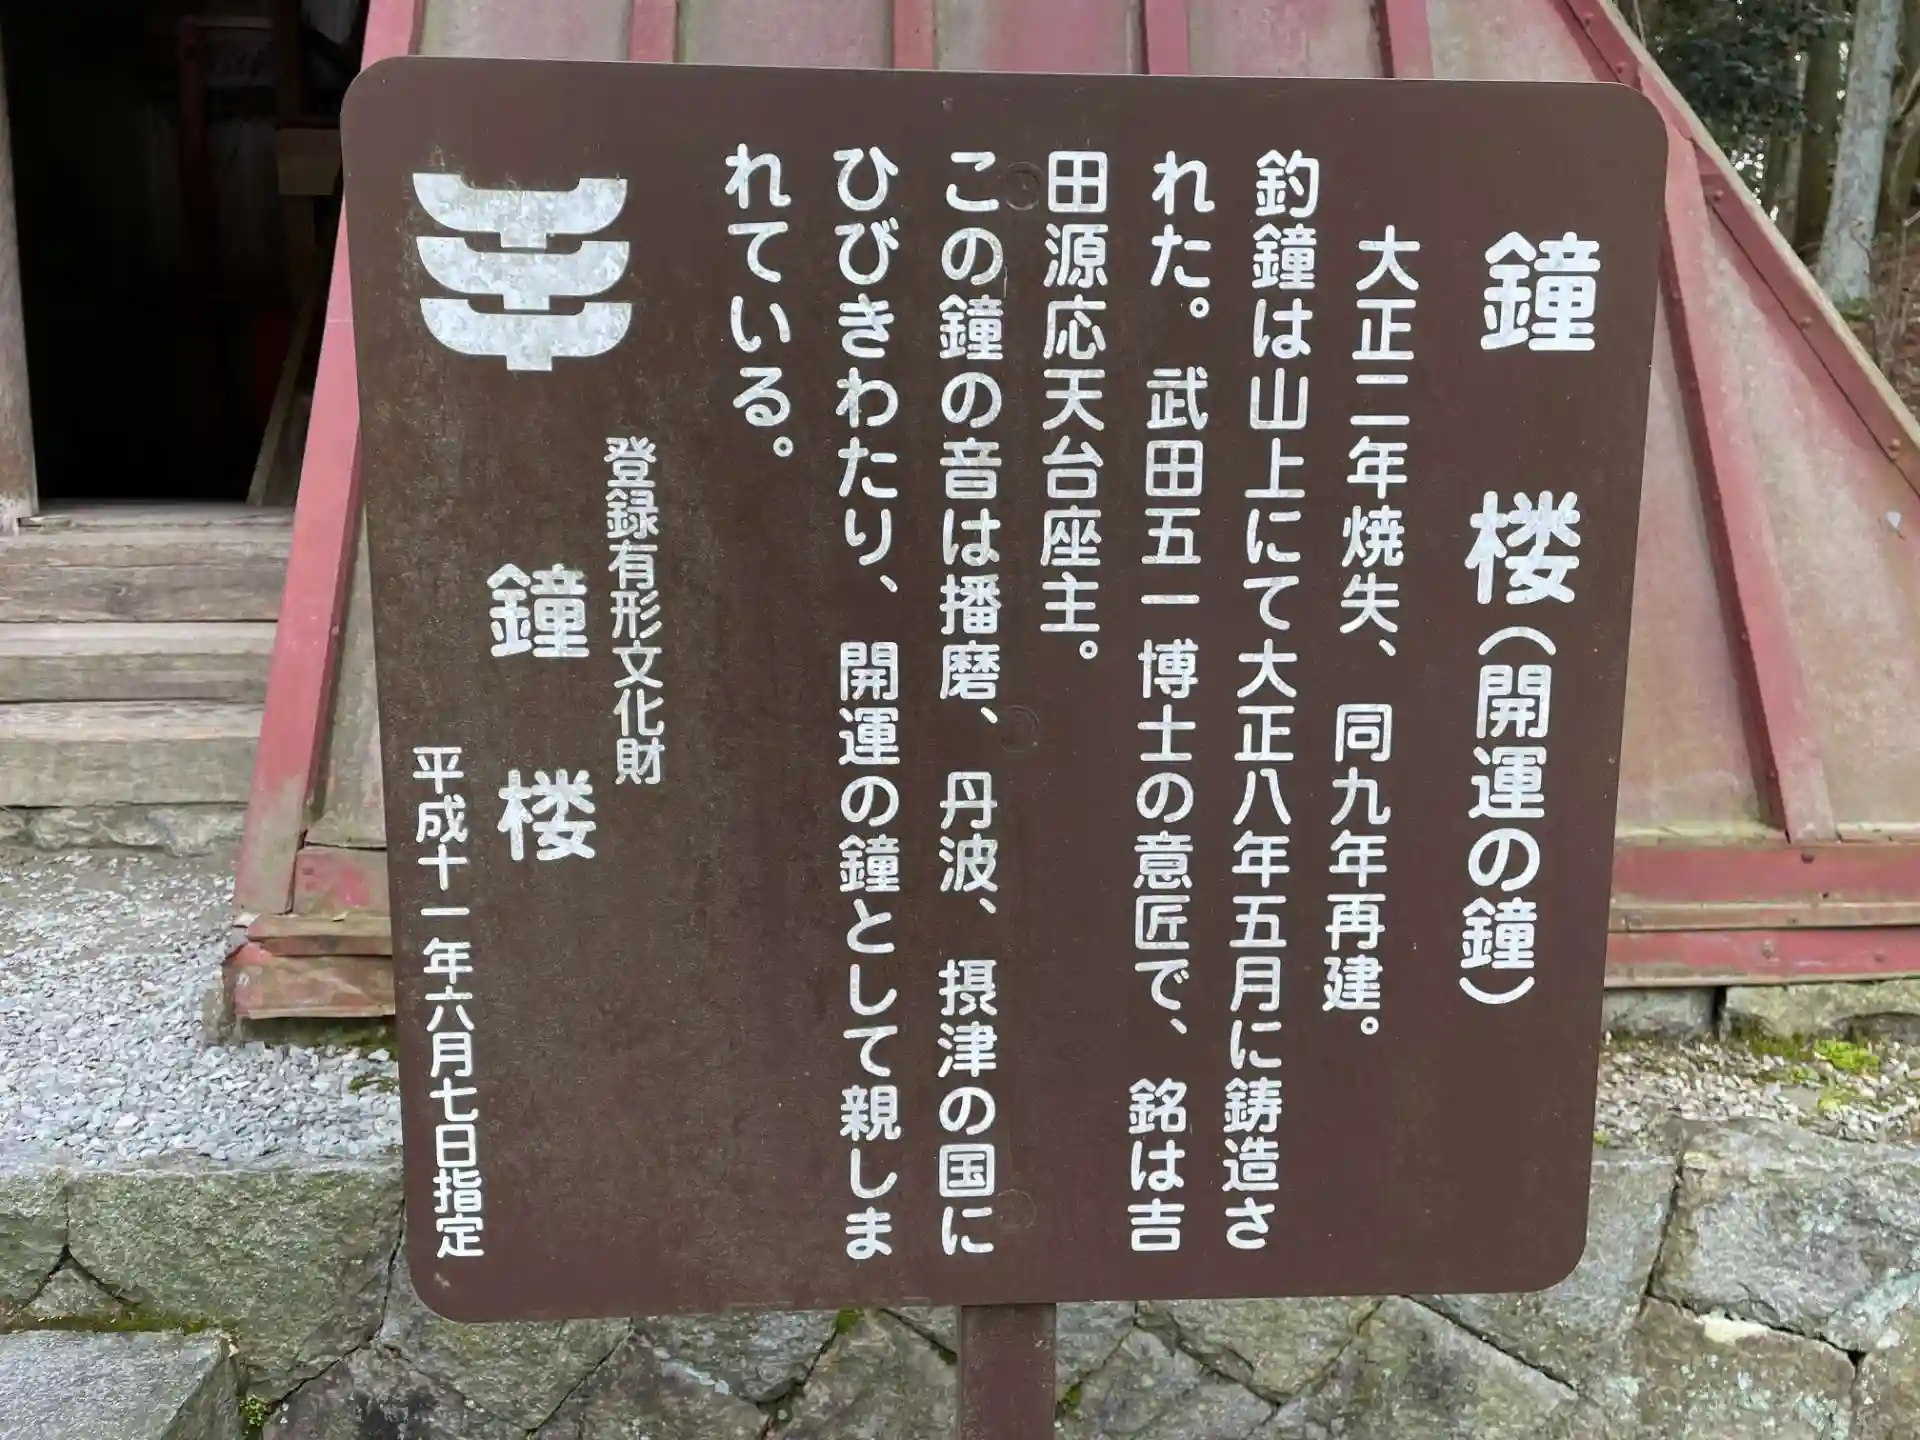 鐘楼（開運の鐘）
大正二年焼失、同九年再建。
釣鐘は山上にて大正八年五月に鋳造さ
れた。武田五一博士の意匠で、銘は吉
田源応天台座主。
この鐘の音は播磨、丹波、摂津の国に
ひびきわたり、開運の鐘として親しま
れている。
登録有形文化財
鐘楼
平成十一年六月七日指定